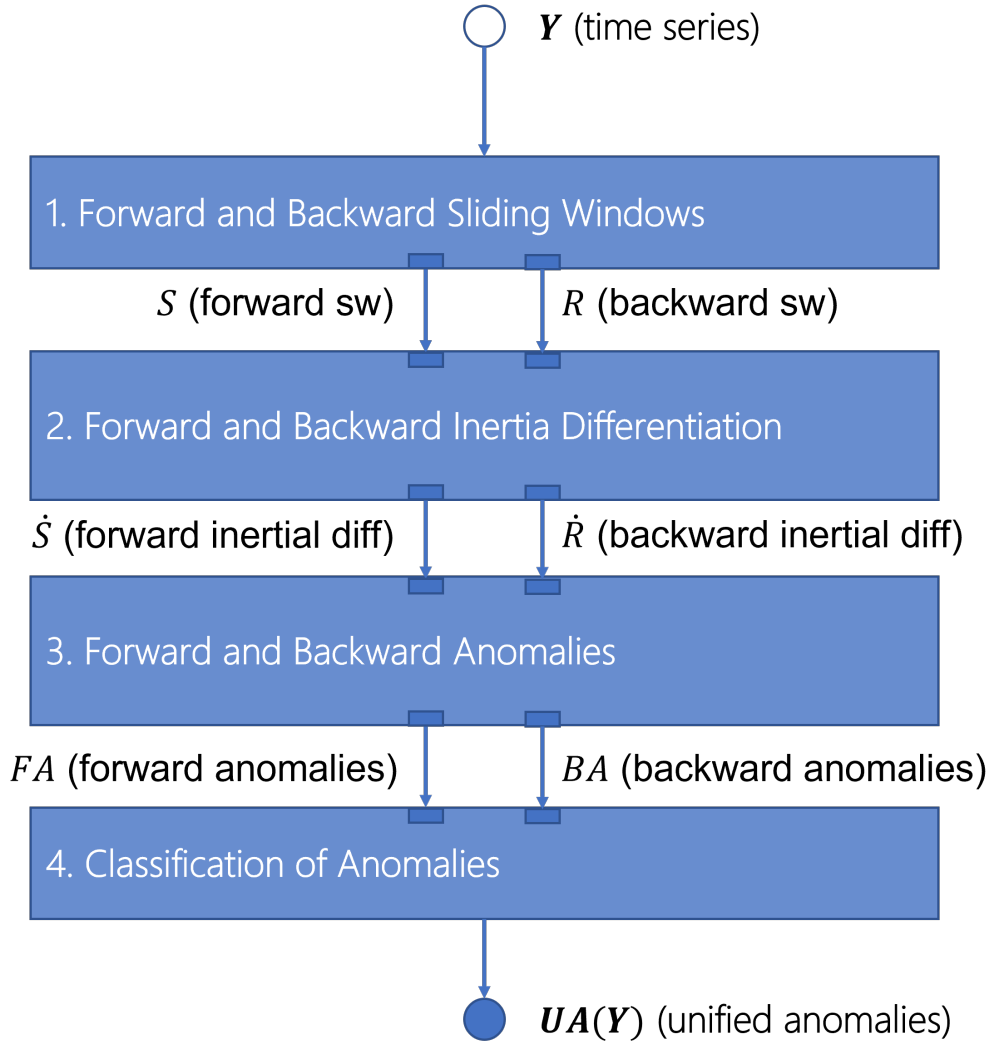 Y (time series)
1. Forward and Backward Sliding Windows
S (forward sw)
R (backward sw)
2. Forward and Backward Inertia Differentiation
Ṡ (forward inertial diff)
Ṙ (backward inertial diff)
3. Forward and Backward Anomalies
FA (forward anomalies)
BA (backward anomalies)
4. Classification of Anomalies
UA(Y) (unified anomalies)